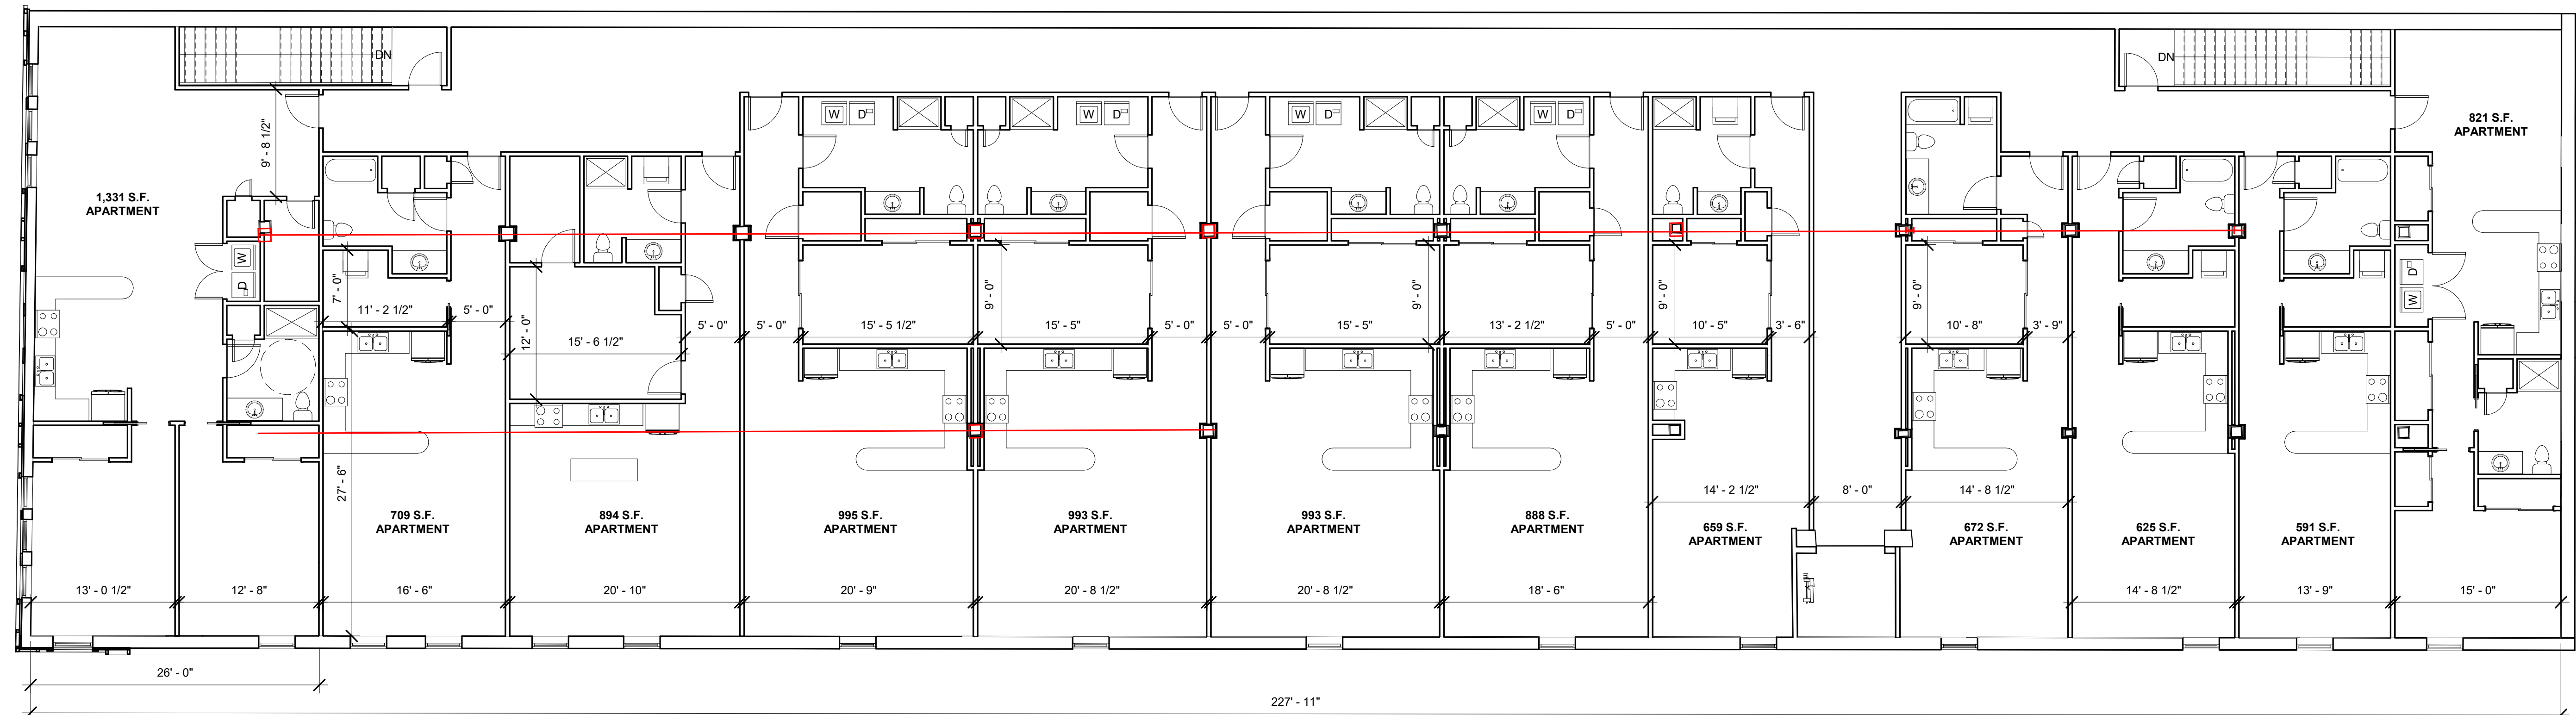 DN
DN
9' - 8 1/2"
W
D
W
D
W
D
W
D
821 S.F.
APARTMENT
1,331 S.F.
APARTMENT
W
D
D
W
7' - 0"
11' - 2 1/2"
5' - 0"
12' - 0"
15' - 6 1/2"
5' - 0"
5' - 0"
15' - 5 1/2"
9' - 0"
15' - 5"
5' - 0"
5' - 0"
15' - 5"
9' - 0"
13' - 2 1/2"
5' - 0"
9' - 0"
10' - 5"
3' - 6"
9' - 0"
10' - 8"
3' - 9"
27' - 6"
14' - 2 1/2"
8' - 0"
14' - 8 1/2"
709 S.F.
APARTMENT
894 S.F.
APARTMENT
995 S.F.
APARTMENT
993 S.F.
APARTMENT
993 S.F.
APARTMENT
888 S.F.
APARTMENT
659 S.F.
APARTMENT
672 S.F.
APARTMENT
625 S.F.
APARTMENT
591 S.F.
APARTMENT
13' - 0 1/2"
12' - 8"
16' - 6"
20' - 10"
20' - 9"
20' - 8 1/2"
20' - 8 1/2"
18' - 6"
14' - 8 1/2"
13' - 9"
15' - 0"
26' - 0"
227' - 11"